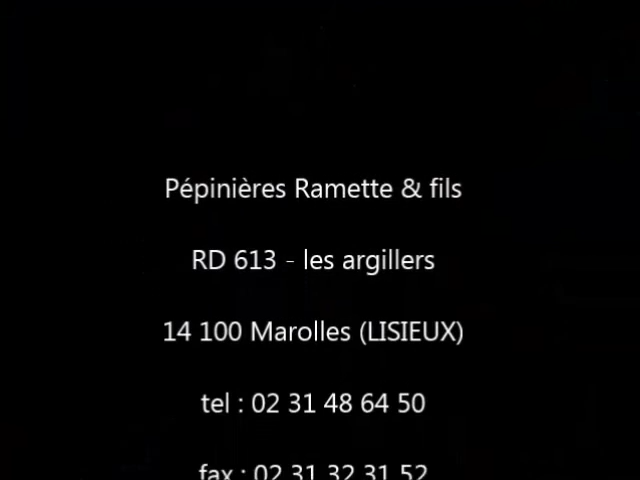 Pépinières Ramette & fils
RD 613 - les argillers
14 100 Marolles (LISIEUX)
tel : 02 31 48 64 50
fax : 02 31 32 31 52